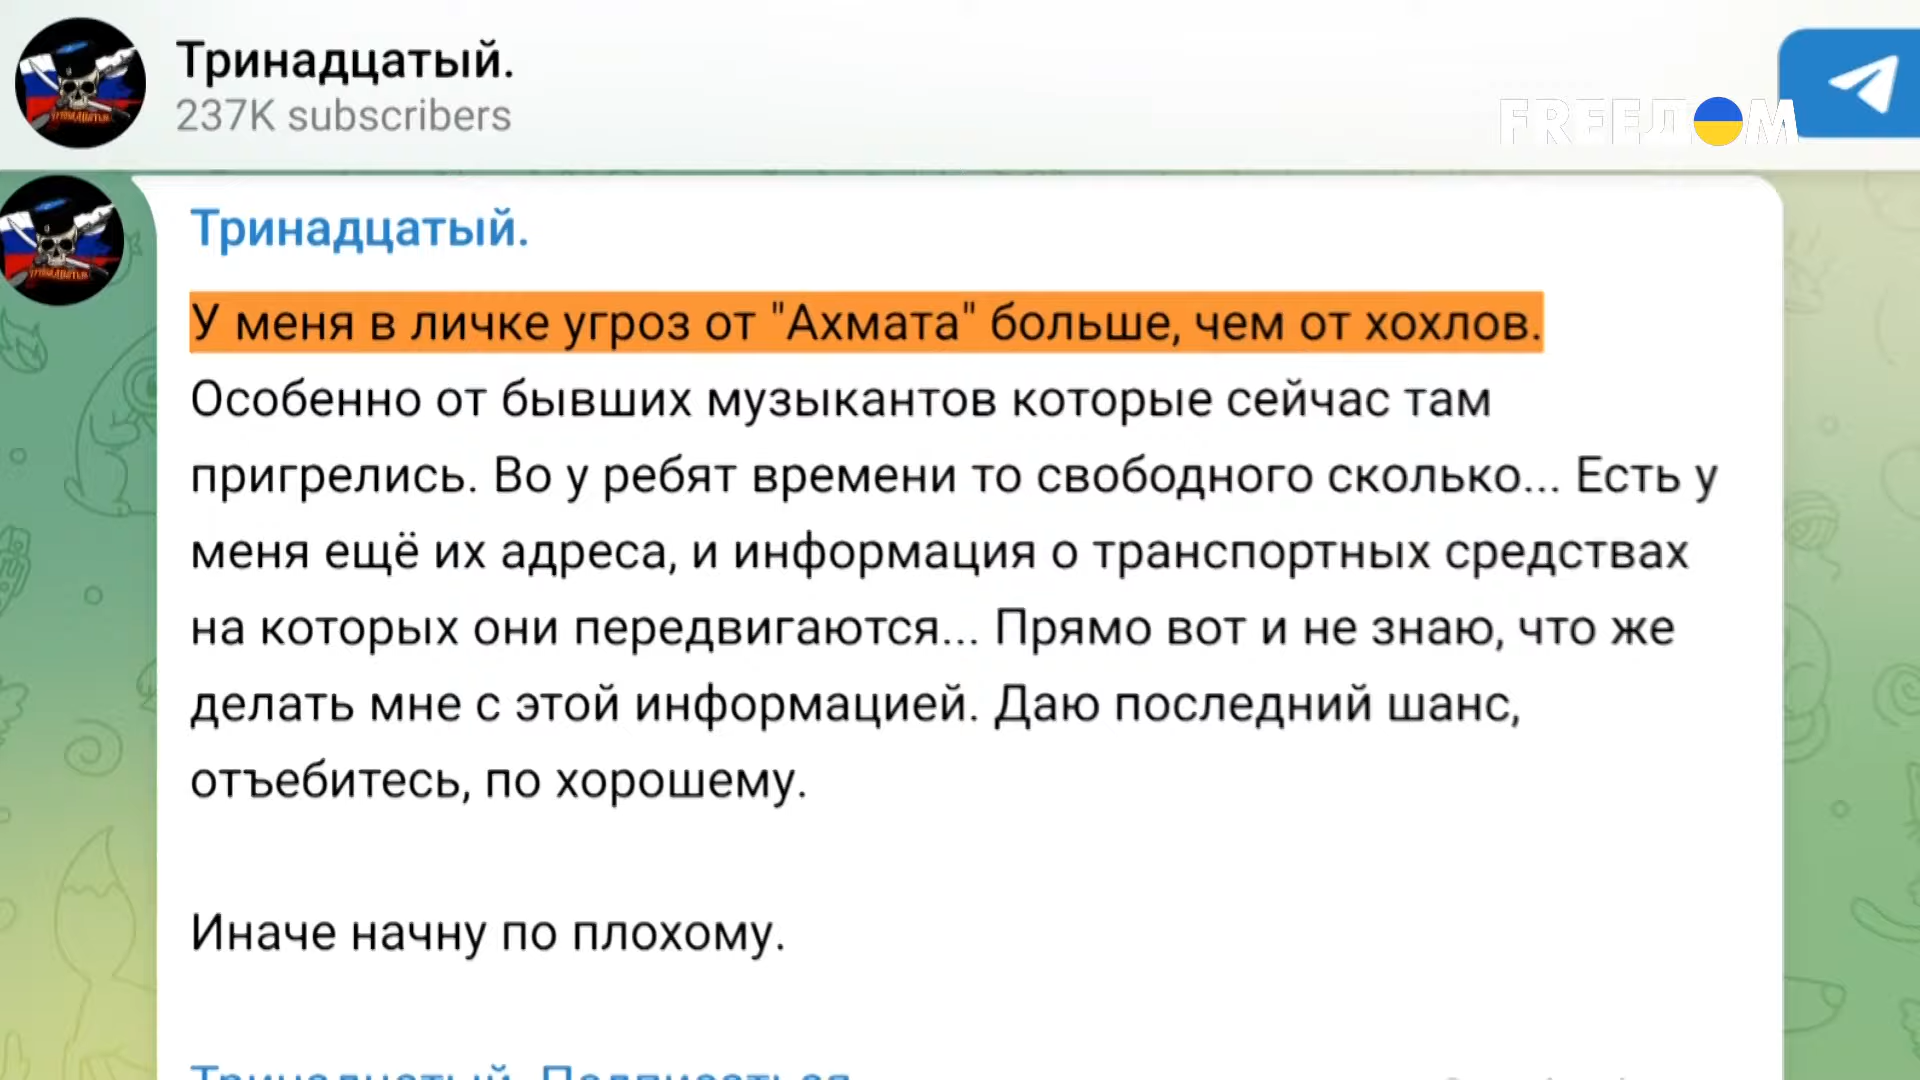 Тринадцатый.
237K subscribers
FREEДOM
Тринадцатый.
У меня в личке угроз от "Ахмата" больше, чем от хохлов.
Особенно от бывших музыкантов которые сейчас там
пригрелись. Во у ребят времени то свободного сколько... Есть у
меня ещё их адреса, и информация о транспортных средствах
на которых они передвигаются... Прямо вот и не знаю, что же
делать мне с этой информацией. Даю последний шанс,
отъебитесь, по хорошему.
Иначе начну по плохому.
Тринадцатый. Подписаться